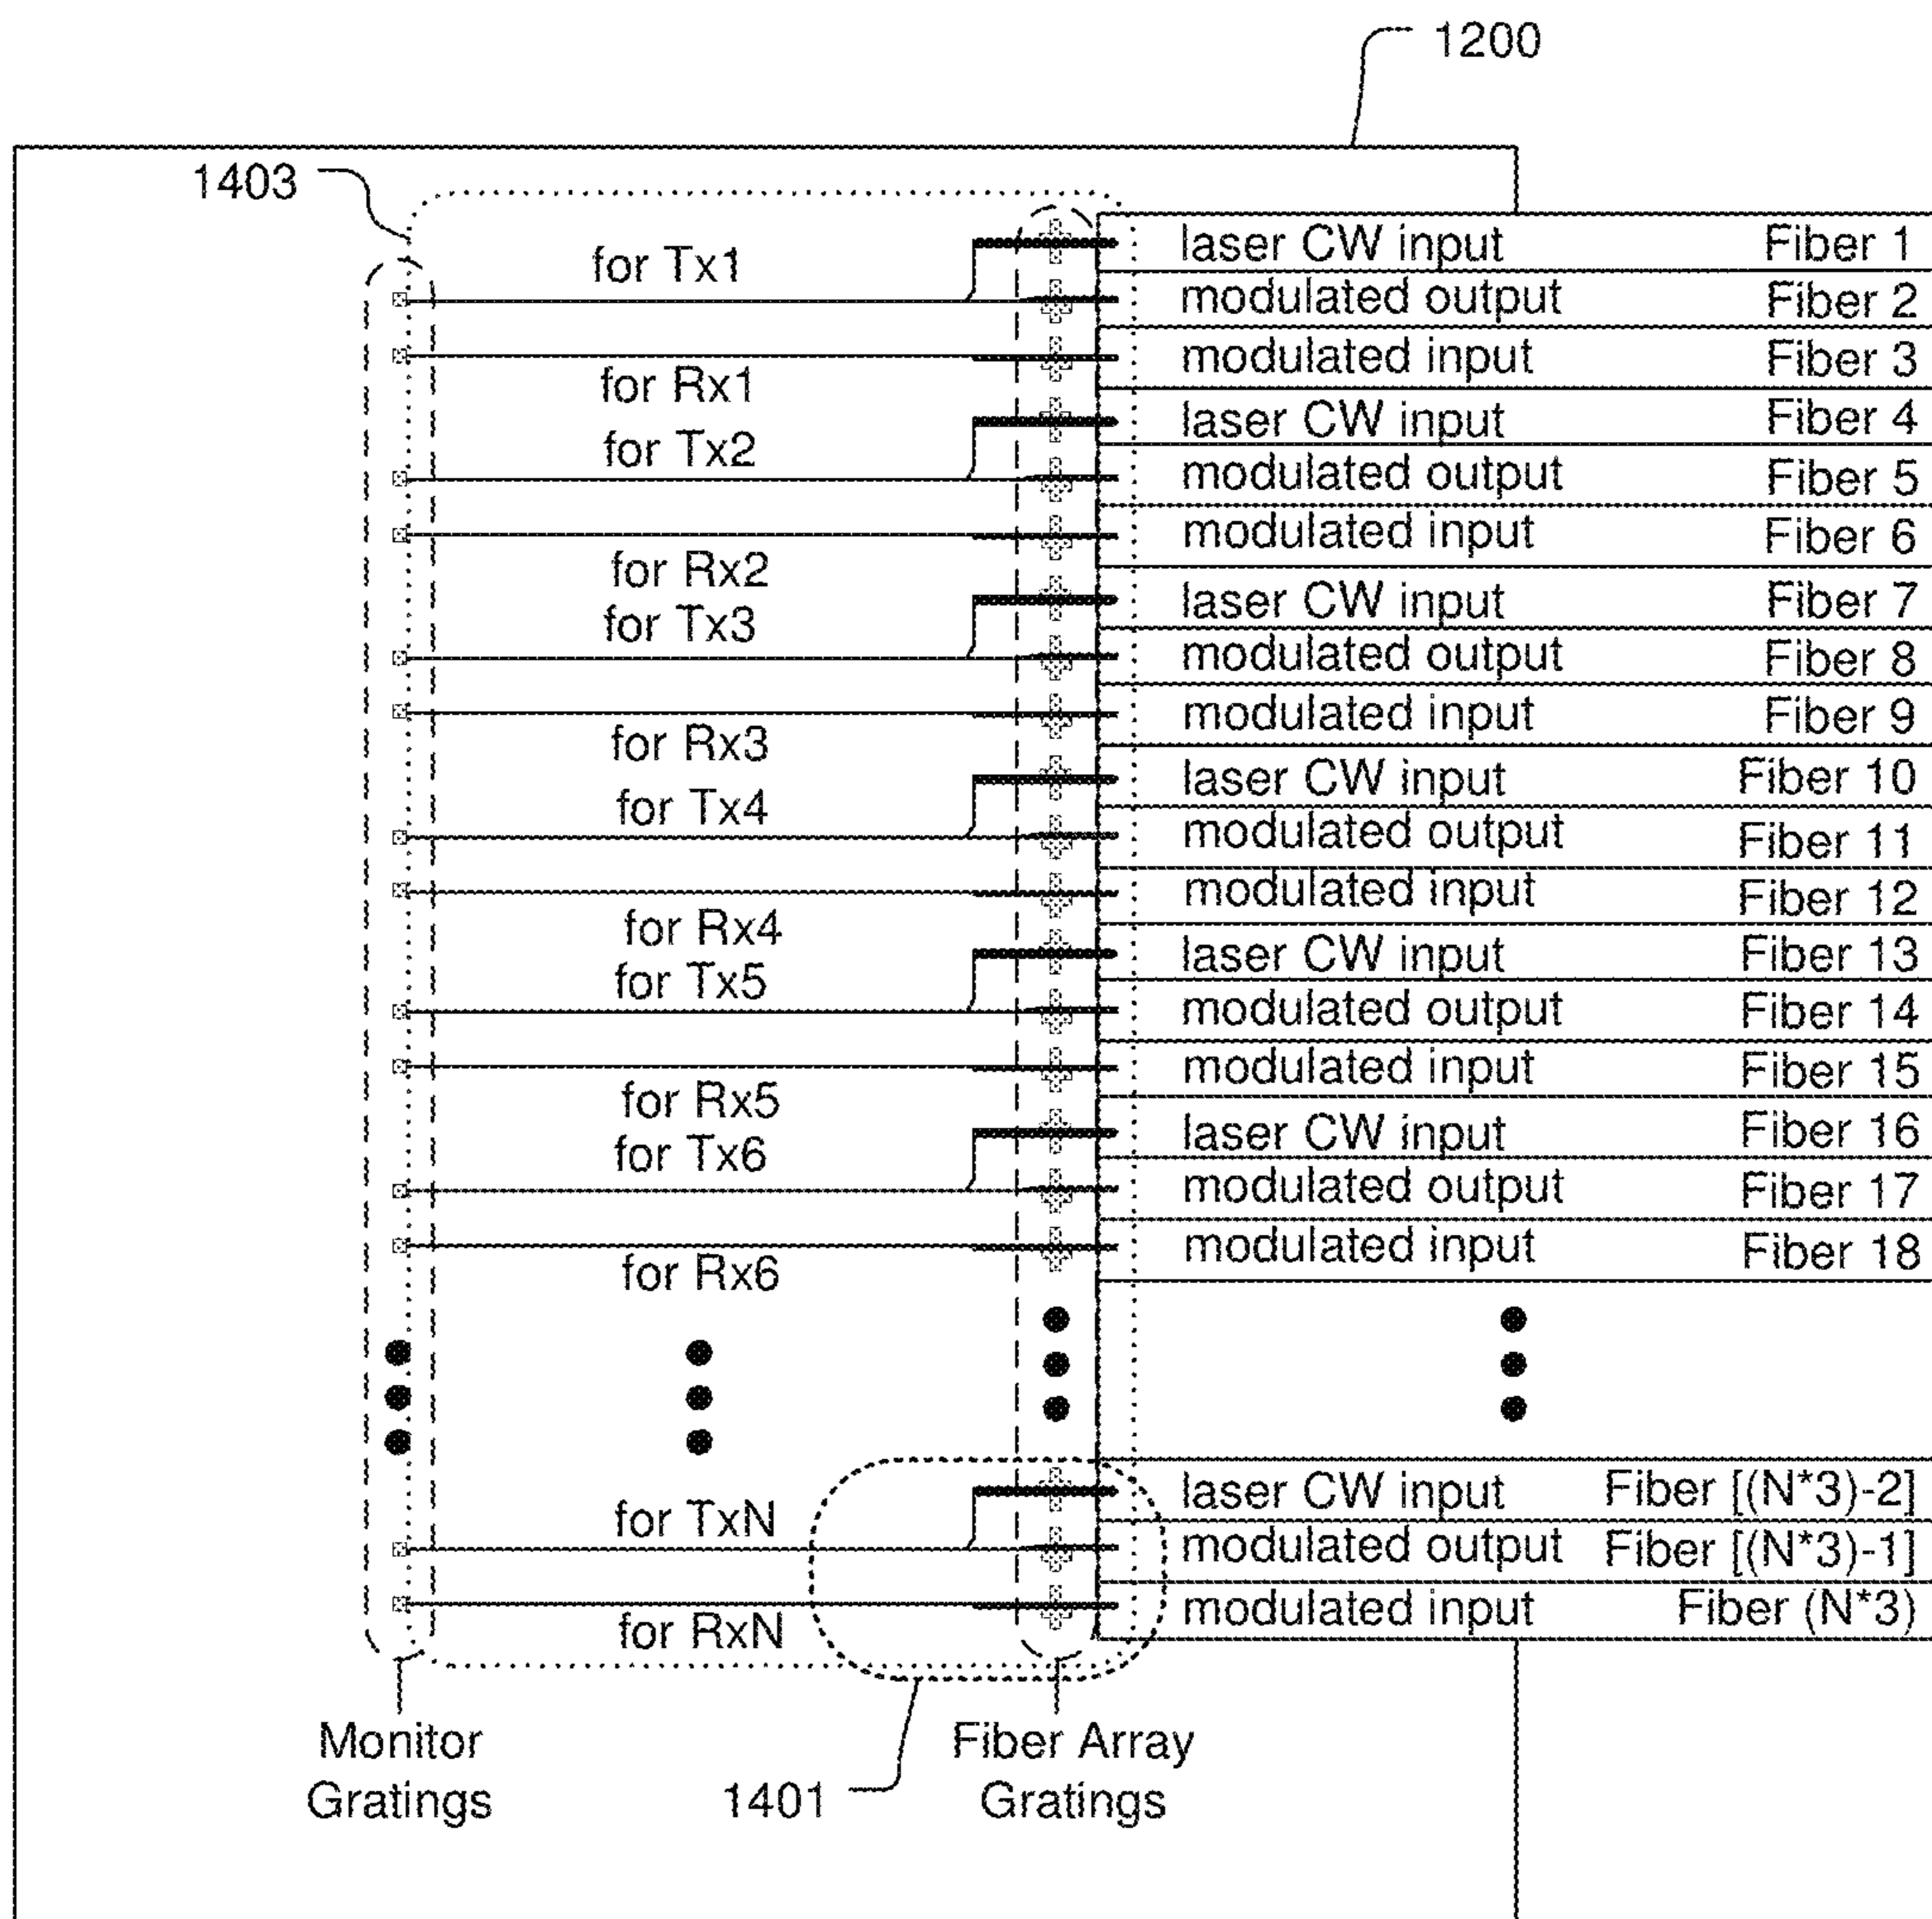 1200
1403
for Tx1
laser CW input Fiber 1
modulated output Fiber 2
modulated input Fiber 3
for Rx1
laser CW input Fiber 4
for Tx2
modulated output Fiber 5
modulated input Fiber 6
for Rx2
laser CW input Fiber 7
for Tx3
modulated output Fiber 8
modulated input Fiber 9
for Rx3
laser CW input Fiber 10
for Tx4
modulated output Fiber 11
modulated input Fiber 12
for Rx4
laser CW input Fiber 13
for Tx5
modulated output Fiber 14
modulated input Fiber 15
for Rx5
laser CW input Fiber 16
for Tx6
modulated output Fiber 17
modulated input Fiber 18
for Rx6
laser CW input Fiber [(N*3)-2]
for TxN
modulated output Fiber [(N*3)-1]
modulated input Fiber (N*3)
for RxN
Monitor
Gratings
1401
Fiber Array
Gratings